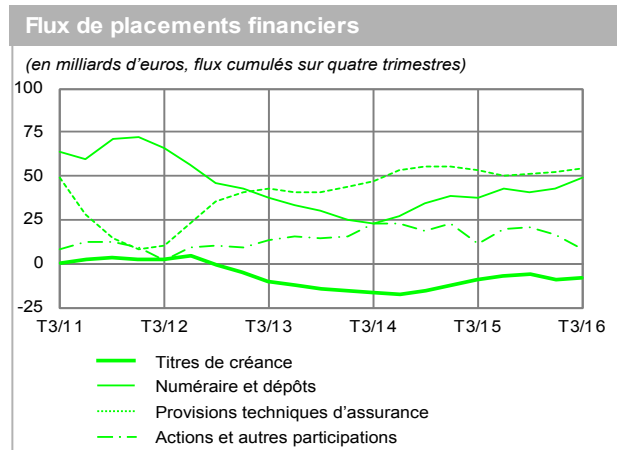 Flux de placements financiers
(en milliards d’euros, flux cumulés sur quatre trimestres)
100
75
50
25
0
-25
T3/11 T3/12 T3/13 T3/14 T3/15 T3/16
Titres de créance
Numéraire et dépôts
Provisions techniques d’assurance
Actions et autres participations